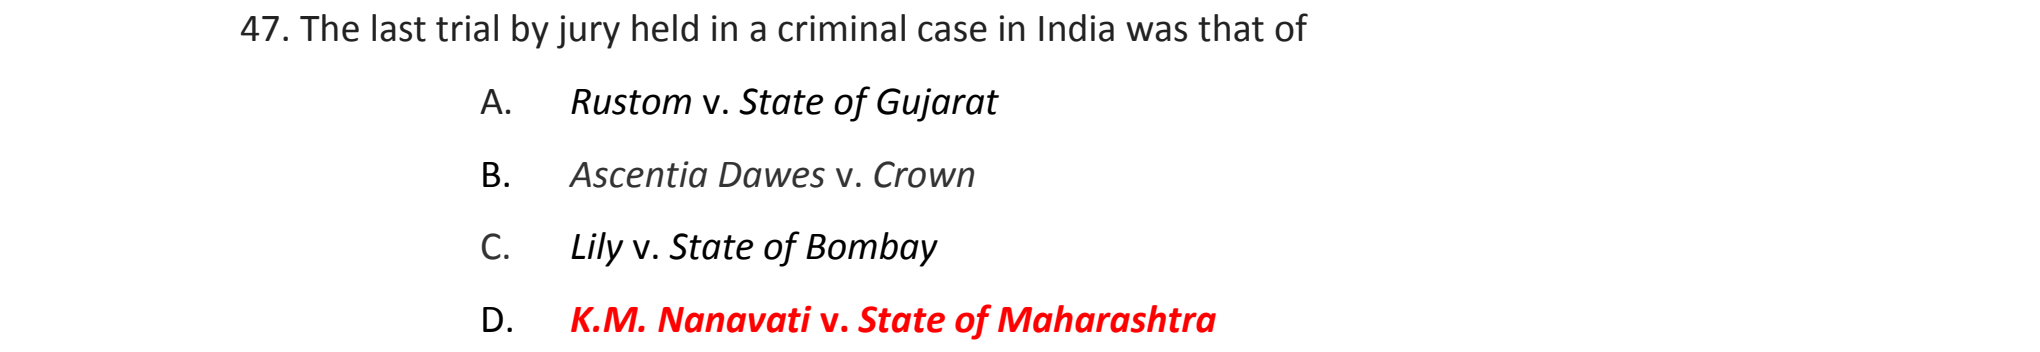 47. The last trial by jury held in a criminal case in India was that of
A. Rustom v. State of Gujarat
B. Ascentia Dawes v. Crown
C. Lily v. State of Bombay
D. K.M. Nanavati v. State of Maharashtra